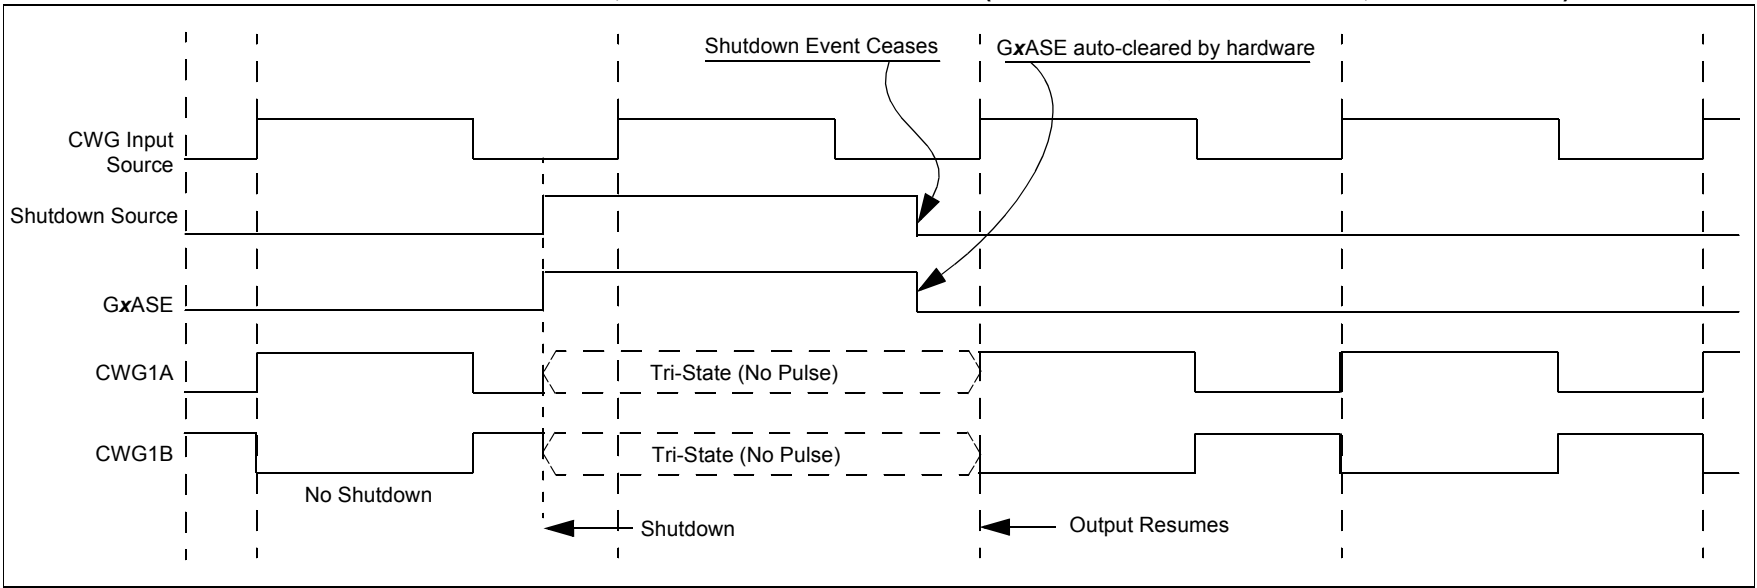 Shutdown Event Ceases
GxASE auto-cleared by hardware
CWG Input
Source
Shutdown Source
GxASE
CWG1A
Tri-State (No Pulse)
CWG1B
Tri-State (No Pulse)
No Shutdown
Shutdown
Output Resumes